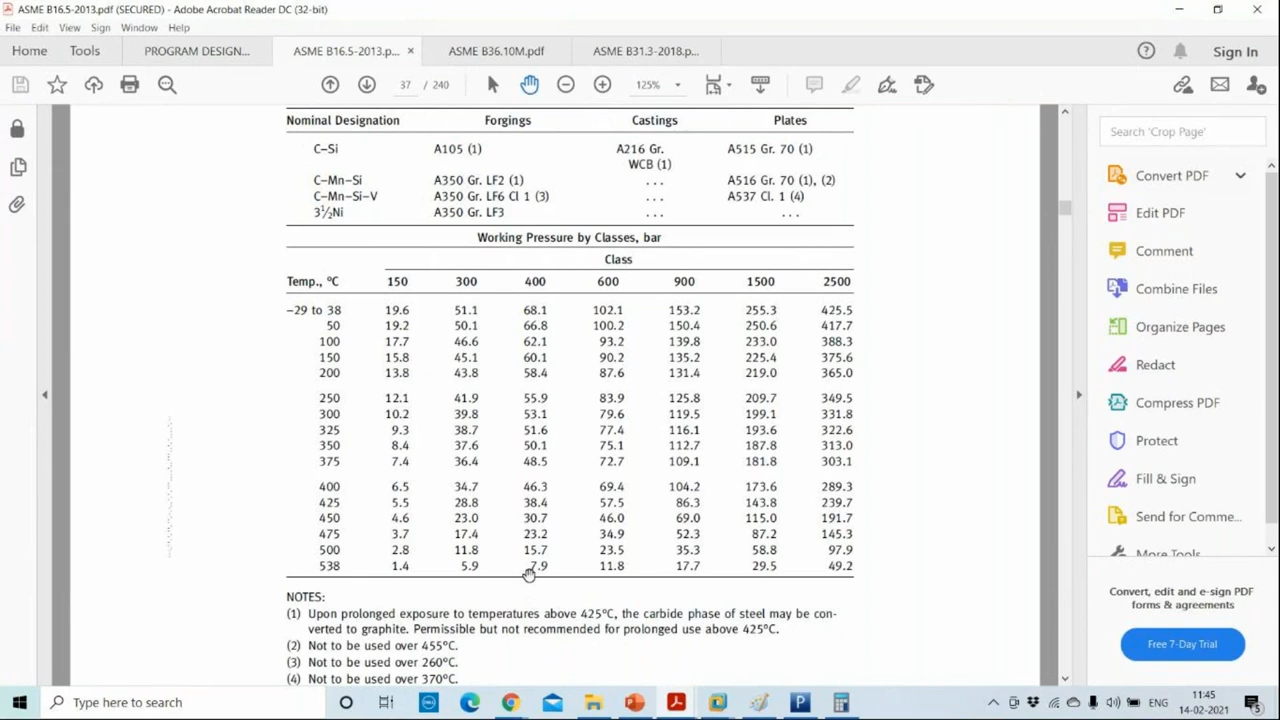 ASME B16.5-2013.pdf (SECURED) - Adobe Acrobat Reader DC (32-bit)
File Edit View Sign Window Help
Home Tools PROGRAM DESIGN... ASME B16.5-2013.p... × ASME B36.10M.pdf ASME B31.3-2018.p... Sign In
37 / 240 125%
Nominal Designation Forgings Castings Plates
C–Si A105 (1) A216 Gr. A515 Gr. 70 (1)
WCB (1)
C–Mn–Si A350 Gr. LF2 (1) ... A516 Gr. 70 (1), (2)
C–Mn–Si–V A350 Gr. LF6 Cl 1 (3) ... A537 Cl. 1 (4)
3½Ni A350 Gr. LF3 ... ...
Working Pressure by Classes, bar
Class
Temp., °C 150 300 400 600 900 1500 2500
−29 to 38 19.6 51.1 68.1 102.1 153.2 255.3 425.5
50 19.2 50.1 66.8 100.2 150.4 250.6 417.7
100 17.7 46.6 62.1 93.2 139.8 233.0 388.3
150 15.8 45.1 60.1 90.2 135.2 225.4 375.6
200 13.8 43.8 58.4 87.6 131.4 219.0 365.0
250 12.1 41.9 55.9 83.9 125.8 209.7 349.5
300 10.2 39.8 53.1 79.6 119.5 199.1 331.8
325 9.3 38.7 51.6 77.4 116.1 193.6 322.6
350 8.4 37.6 50.1 75.1 112.7 187.8 313.0
375 7.4 36.4 48.5 72.7 109.1 181.8 303.1
400 6.5 34.7 46.3 69.4 104.2 173.6 289.3
425 5.5 28.8 38.4 57.5 86.3 143.8 239.7
450 4.6 23.0 30.7 46.0 69.0 115.0 191.7
475 3.7 17.4 23.2 34.9 52.3 87.2 145.3
500 2.8 11.8 15.7 23.5 35.3 58.8 97.9
538 1.4 5.9 7.9 11.8 17.7 29.5 49.2
NOTES:
(1) Upon prolonged exposure to temperatures above 425°C, the carbide phase of steel may be con-
verted to graphite. Permissible but not recommended for prolonged use above 425°C.
(2) Not to be used over 455°C.
(3) Not to be used over 260°C.
(4) Not to be used over 370°C.
Search 'Crop Page'
Convert PDF
Edit PDF
Comment
Combine Files
Organize Pages
Redact
Compress PDF
Protect
Fill & Sign
Send for Comme...
More Tools
Convert, edit and e-sign PDF
forms & agreements
Free 7-Day Trial
Type here to search
ENG
11:45
14-02-2021
5